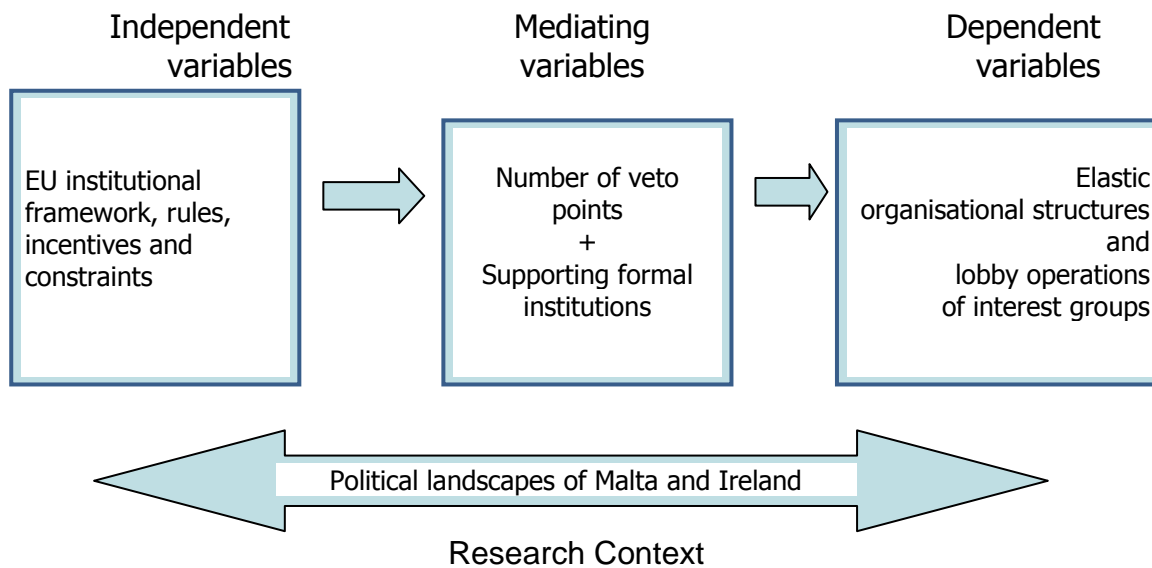 Independent
variables
Mediating
variables
Dependent
variables
EU institutional
framework, rules,
incentives and
constraints
Number of veto
points
+
Supporting formal
institutions
Elastic
organisational structures
and
lobby operations
of interest groups
Political landscapes of Malta and Ireland
Research Context